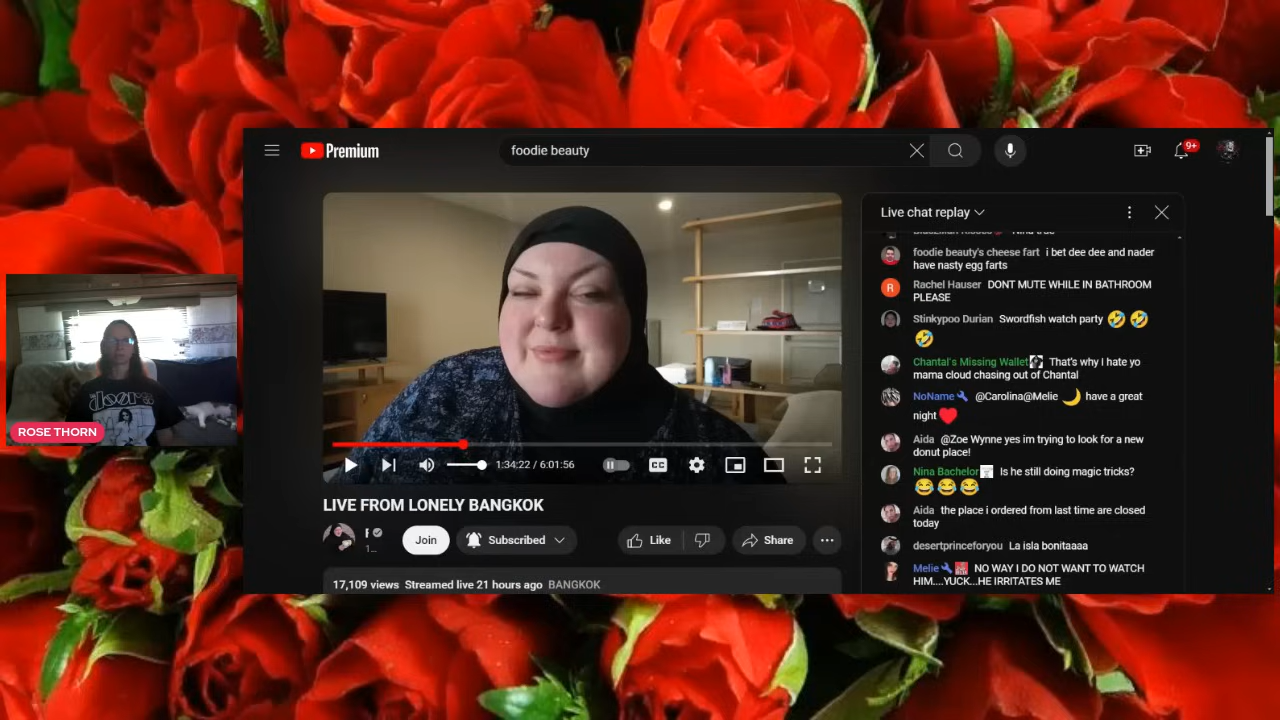 Premium
foodie beauty
9+
Live chat replay
foodie beauty's cheese fart i bet dee dee and nader
have nasty egg farts
R Rachel Hauser DONT MUTE WHILE IN BATHROOM
PLEASE
Stinkypoo Durian Swordfish watch party 🤣 🤣
🤣
Chantal's Missing Wallet That's why I hate yo
mama cloud chasing out of Chantal
NoName @Carolina@Melie 🌙 have a great
night ❤️
Aida @Zoe Wynne yes im trying to look for a new
donut place!
Nina Bachelor Is he still doing magic tricks?
😂 😂 😂
Aida the place i ordered from last time are closed
today
desertprinceforyou La isla bonitaaaa
Melie NO WAY I DO NOT WANT TO WATCH
HIM....YUCK...HE IRRITATES ME
1:34:22 / 6:01:56
CC
LIVE FROM LONELY BANGKOK
F
1...
Join
Subscribed
Like
Share
17,109 views Streamed live 21 hours ago BANGKOK
doors
ROSE THORN